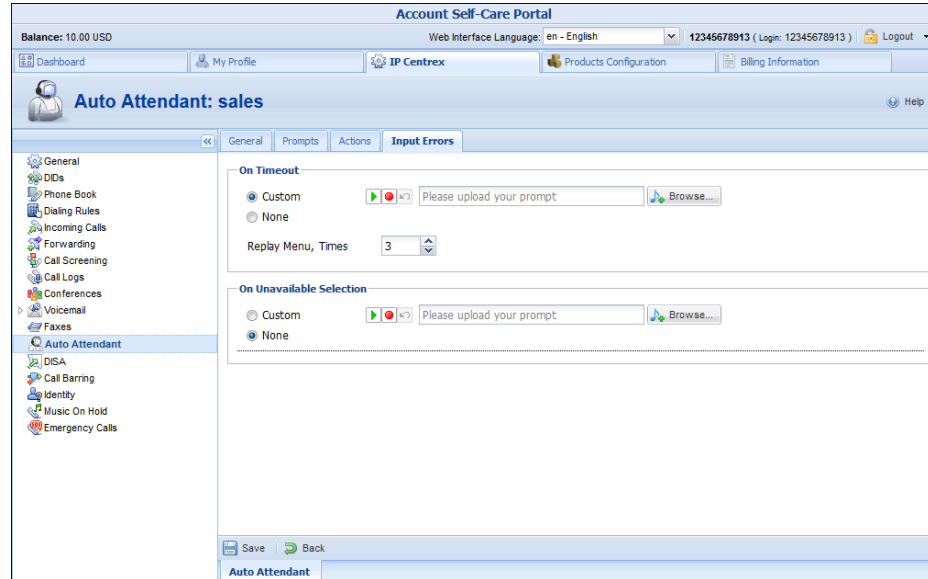 Account Self-Care Portal
Balance: 10.00 USD Web Interface Language: en - English 12345678913 ( Login: 12345678913 ) Logout
Dashboard My Profile IP Centrex Products Configuration Billing Information
Auto Attendant: sales Help
General Prompts Actions Input Errors
General
DIDs
Phone Book
Dialing Rules
Incoming Calls
Forwarding
Call Screening
Call Logs
Conferences
Voicemail
Faxes
Auto Attendant
DISA
Call Barring
Identity
Music On Hold
Emergency Calls
On Timeout
Custom Please upload your prompt Browse...
None
Replay Menu, Times 3
On Unavailable Selection
Custom Please upload your prompt Browse...
None
Save Back
Auto Attendant